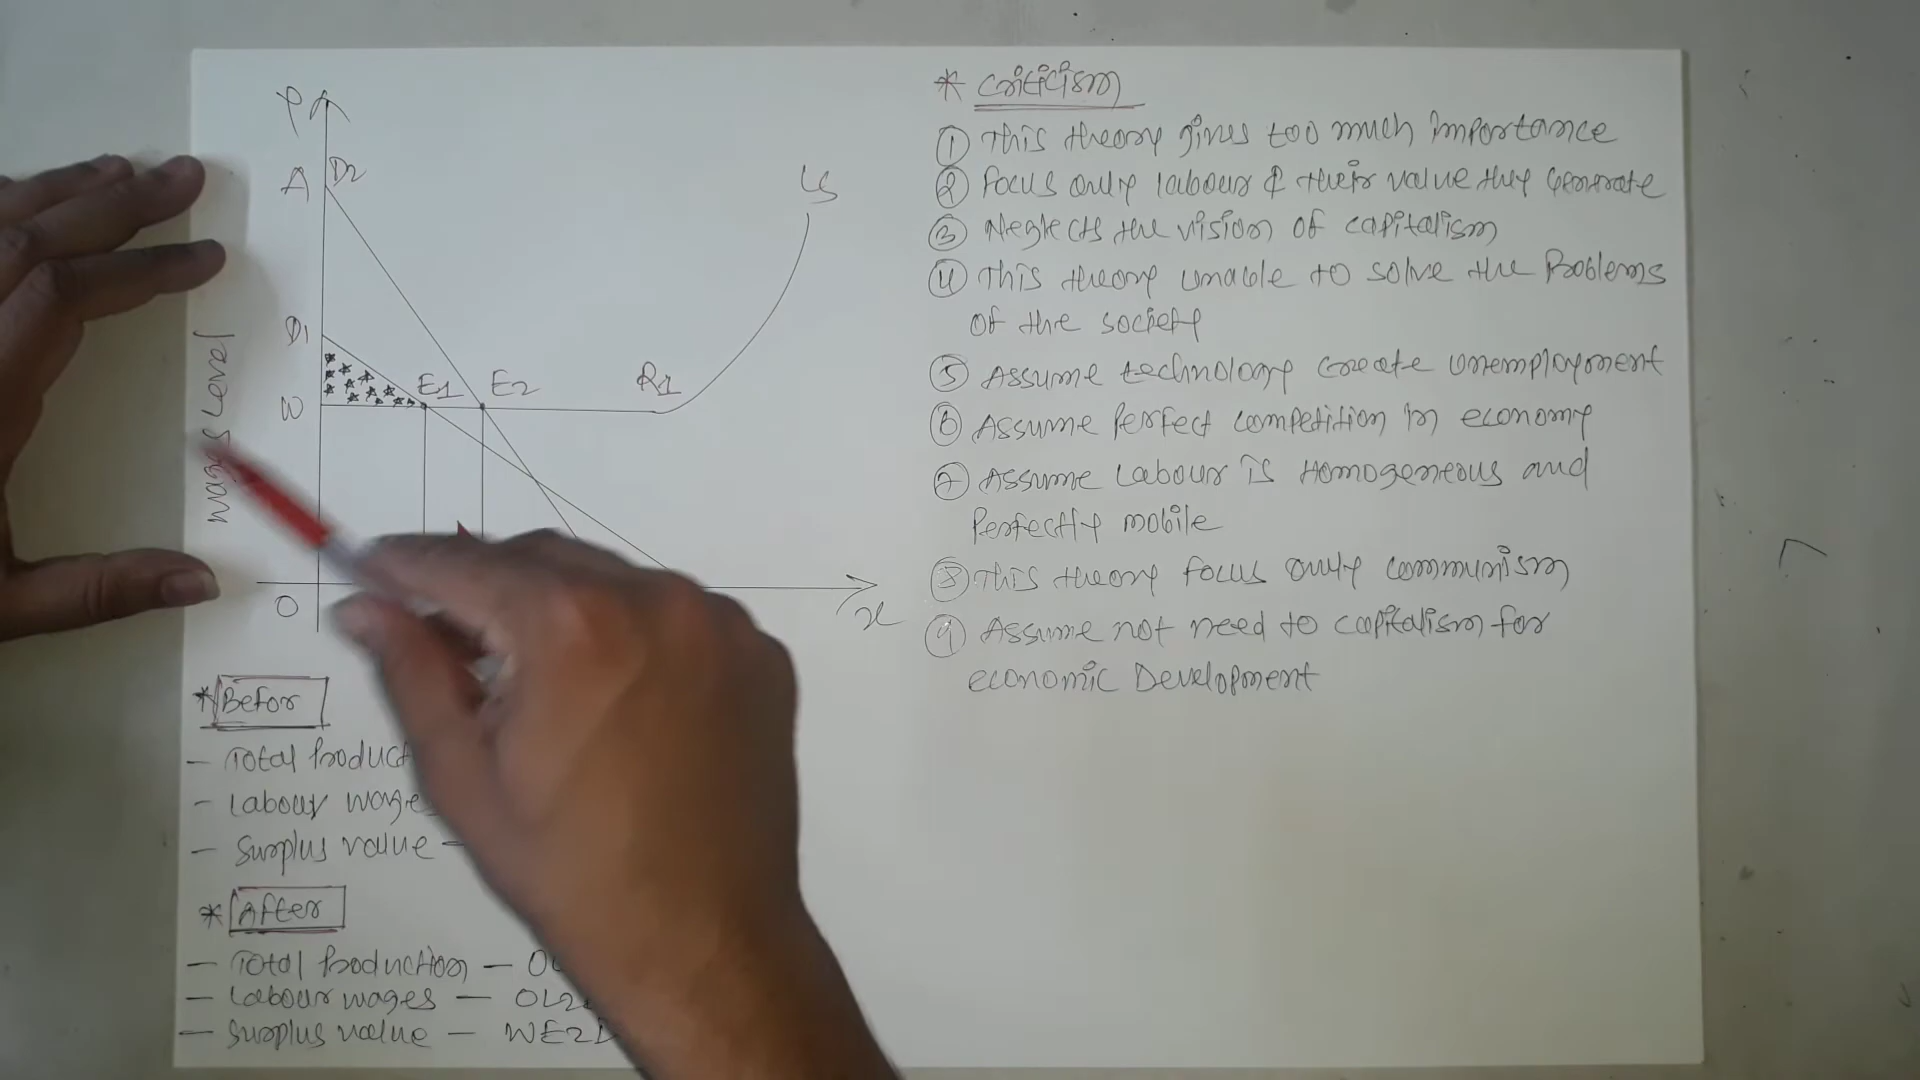 P
A D2
LS
D1
W E1 E2 R1
wages Level
O
x
* Befor
- Total Product
- Labour wages
- Surplus value -
* After
- Total Production -
- Labour wages - OL2
- Surplus value - WE2D
* Criticism
① This theory gives too much importance
② Focus only labour & their value they Generate
③ Neglects the vision of capitalism
④ This theory unable to solve the Problems
of the society
⑤ Assume technology create unemployment
⑥ Assume Perfect competition in economy
⑦ Assume Labour is Homogeneous and
Perfectly mobile
⑧ This theory focus only communism
⑨ Assume not need to capitalism for
economic Development